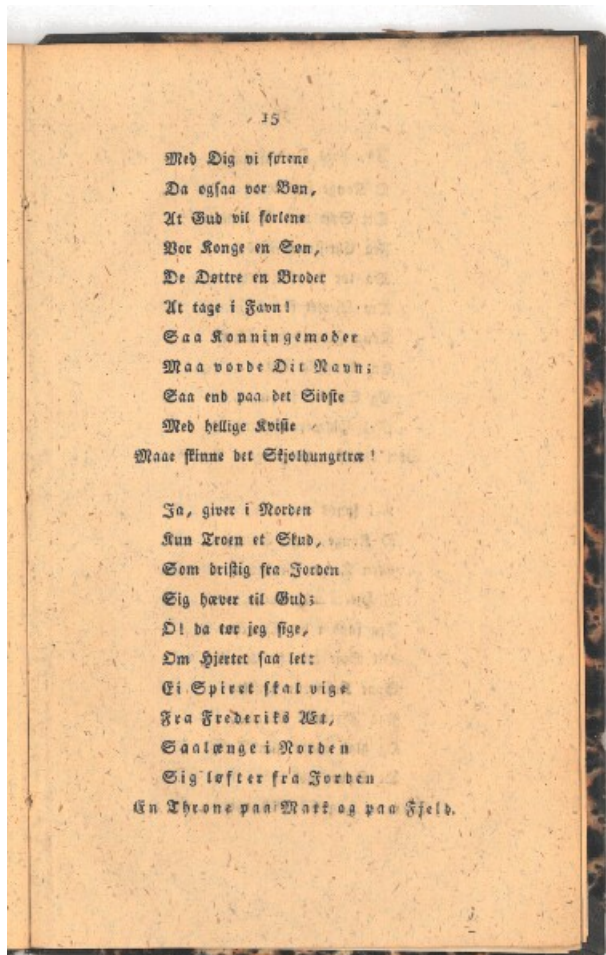 15
Med Dig vi forene
Da ogsaa vor Bøn,
At Gud vil forlene
Vor Konge en Søn,
De Døttre en Broder
At tage i Favn!
Saa Konningemoder
Maa vorde Dit Navn;
Saa end paa det Sidste
Med hellige Kviste
Maae skinne det Skjoldungetræ!
Ja, giver i Norden
Kun Troen et Skud,
Som dristig fra Jorden
Sig hæver til Gud;
O! da tør jeg sige,
Om Hjertet saa let:
Ei Spiret skal vige
Fra Frederiks Æt,
Saalænge i Norden
Sig løfter fra Jorden
En Throne paa Mark og paa Fjeld.